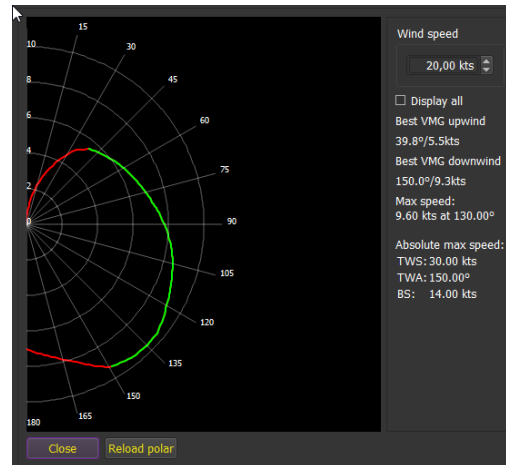 15
10
30
8
45
6
60
4
75
2
0
90
105
120
135
150
165
180
Wind speed
20,00 kts
Display all
Best VMG upwind
39.8°/5.5kts
Best VMG downwind
150.0°/9.3kts
Max speed:
9.60 kts at 130.00°
Absolute max speed:
TWS: 30.00 kts
TWA: 150.00°
BS: 14.00 kts
Close
Reload polar